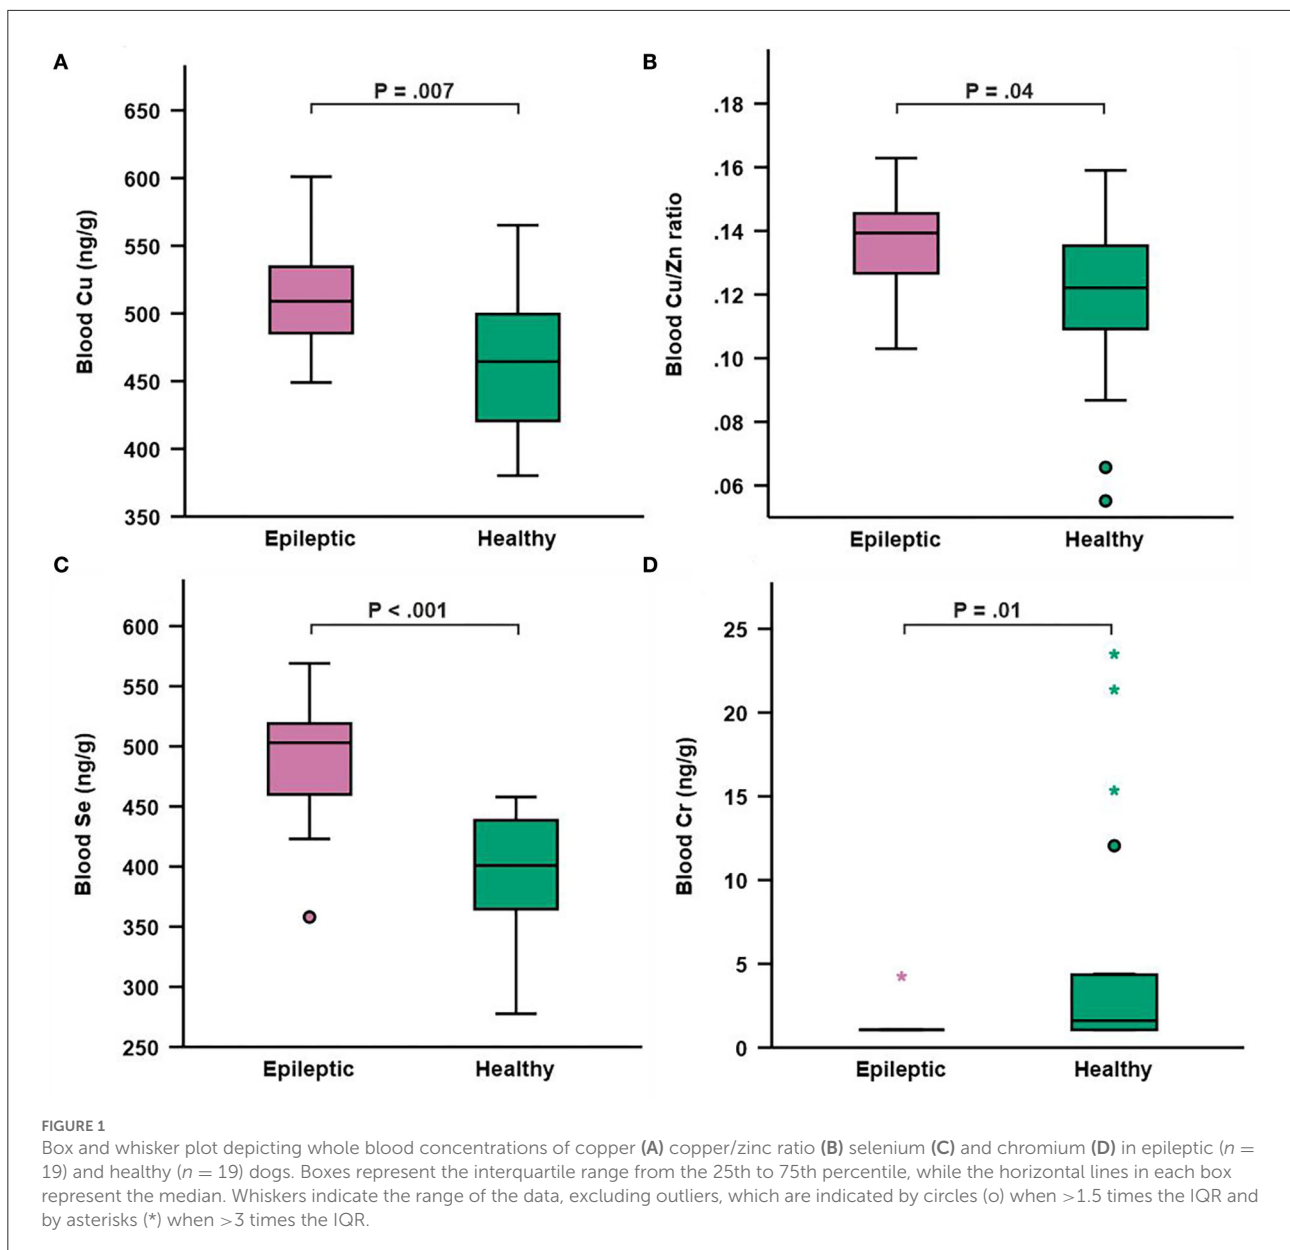 A
P = .007
650
600
550
500
450
400
350
Blood Cu (ng/g)
Epileptic Healthy
B
P = .04
.18
.16
.14
.12
.10
.08
.06
Blood Cu/Zn ratio
Epileptic Healthy
C
P < .001
600
550
500
450
400
350
300
250
Blood Se (ng/g)
Epileptic Healthy
D
P = .01
25
20
15
10
5
0
Blood Cr (ng/g)
Epileptic Healthy
FIGURE 1
Box and whisker plot depicting whole blood concentrations of copper (A) copper/zinc ratio (B) selenium (C) and chromium (D) in epileptic (n =
19) and healthy (n = 19) dogs. Boxes represent the interquartile range from the 25th to 75th percentile, while the horizontal lines in each box
represent the median. Whiskers indicate the range of the data, excluding outliers, which are indicated by circles (o) when >1.5 times the IQR and
by asterisks (*) when >3 times the IQR.